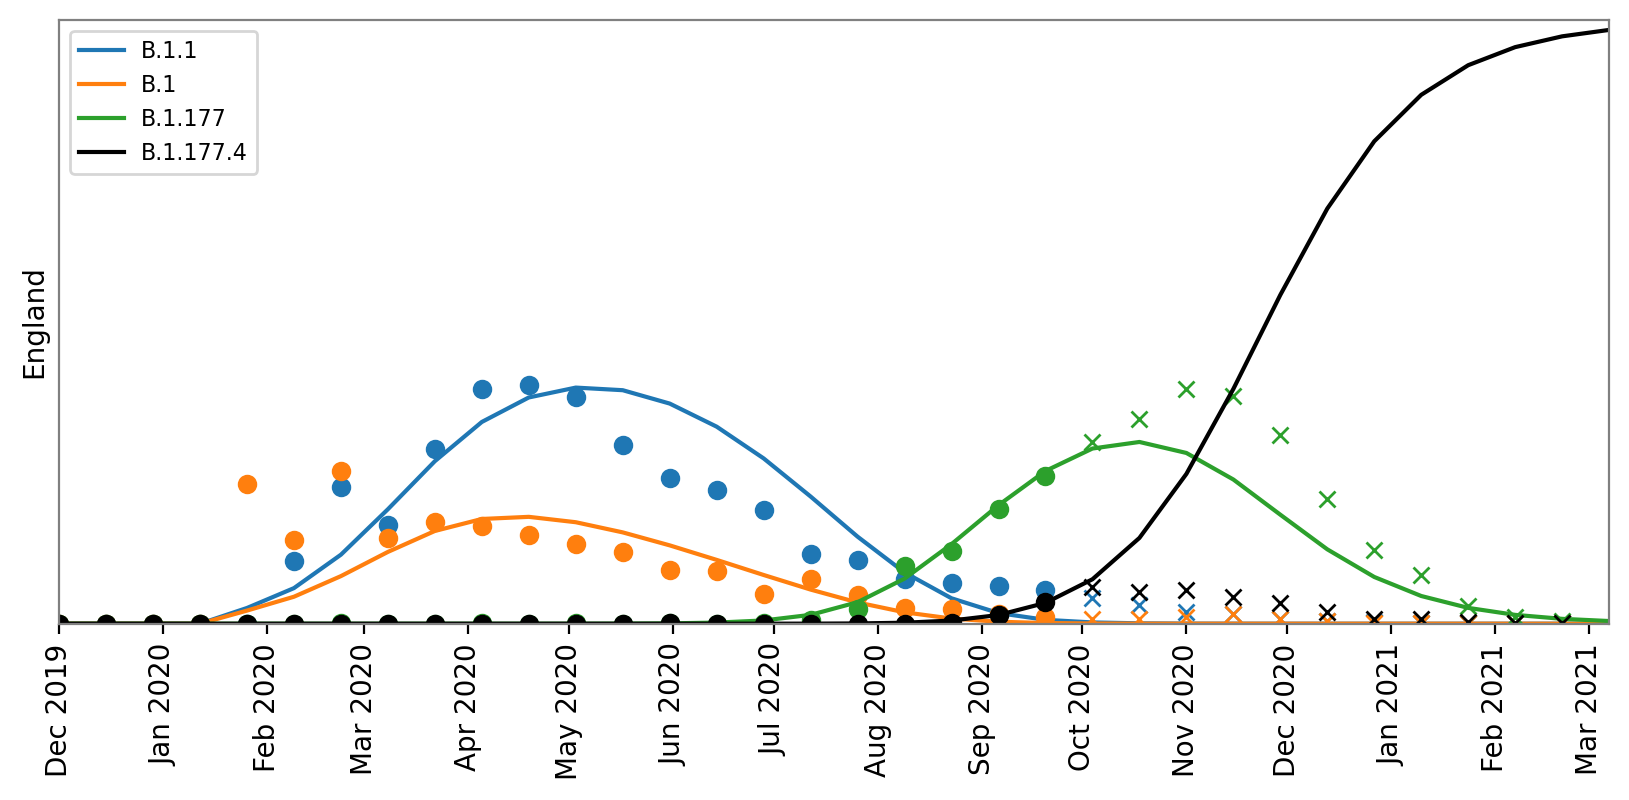 B.1.1
B.1
B.1.177
B.1.177.4
England
Dec 2019
Jan 2020
Feb 2020
Mar 2020
Apr 2020
May 2020
Jun 2020
Jul 2020
Aug 2020
Sep 2020
Oct 2020
Nov 2020
Dec 2020
Jan 2021
Feb 2021
Mar 2021